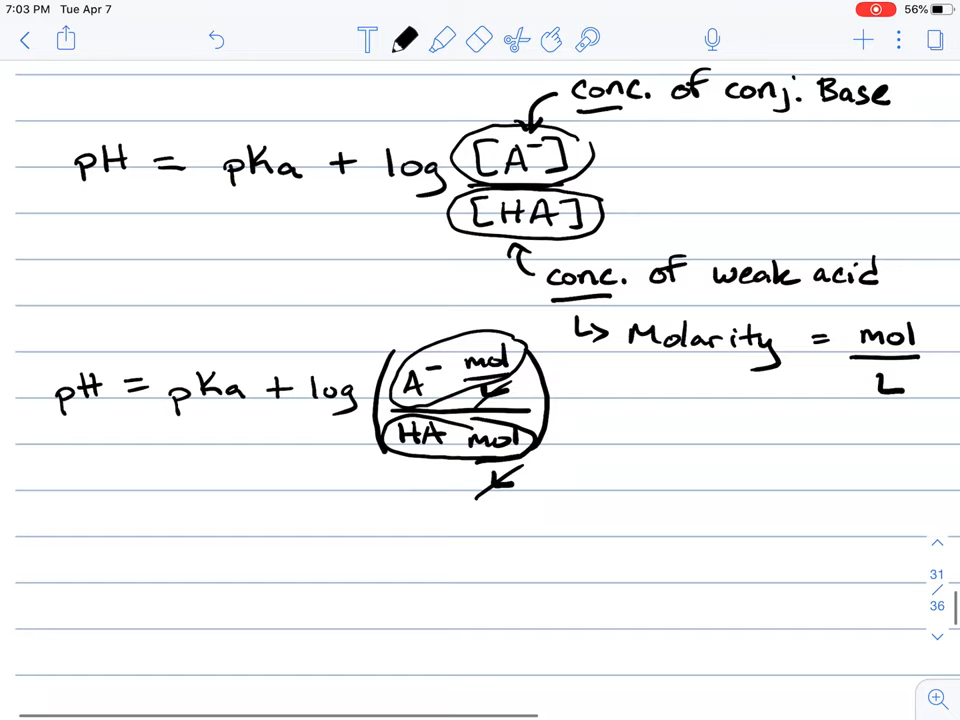 7:03 PM Tue Apr 7
56%
T
conc. of conj. Base
pH = pKa + log [A⁻]
[HA]
conc. of weak acid
↳ Molarity = mol
L
pH = pKa + log (A⁻ mol
L
HA mol)
L
31
/
36